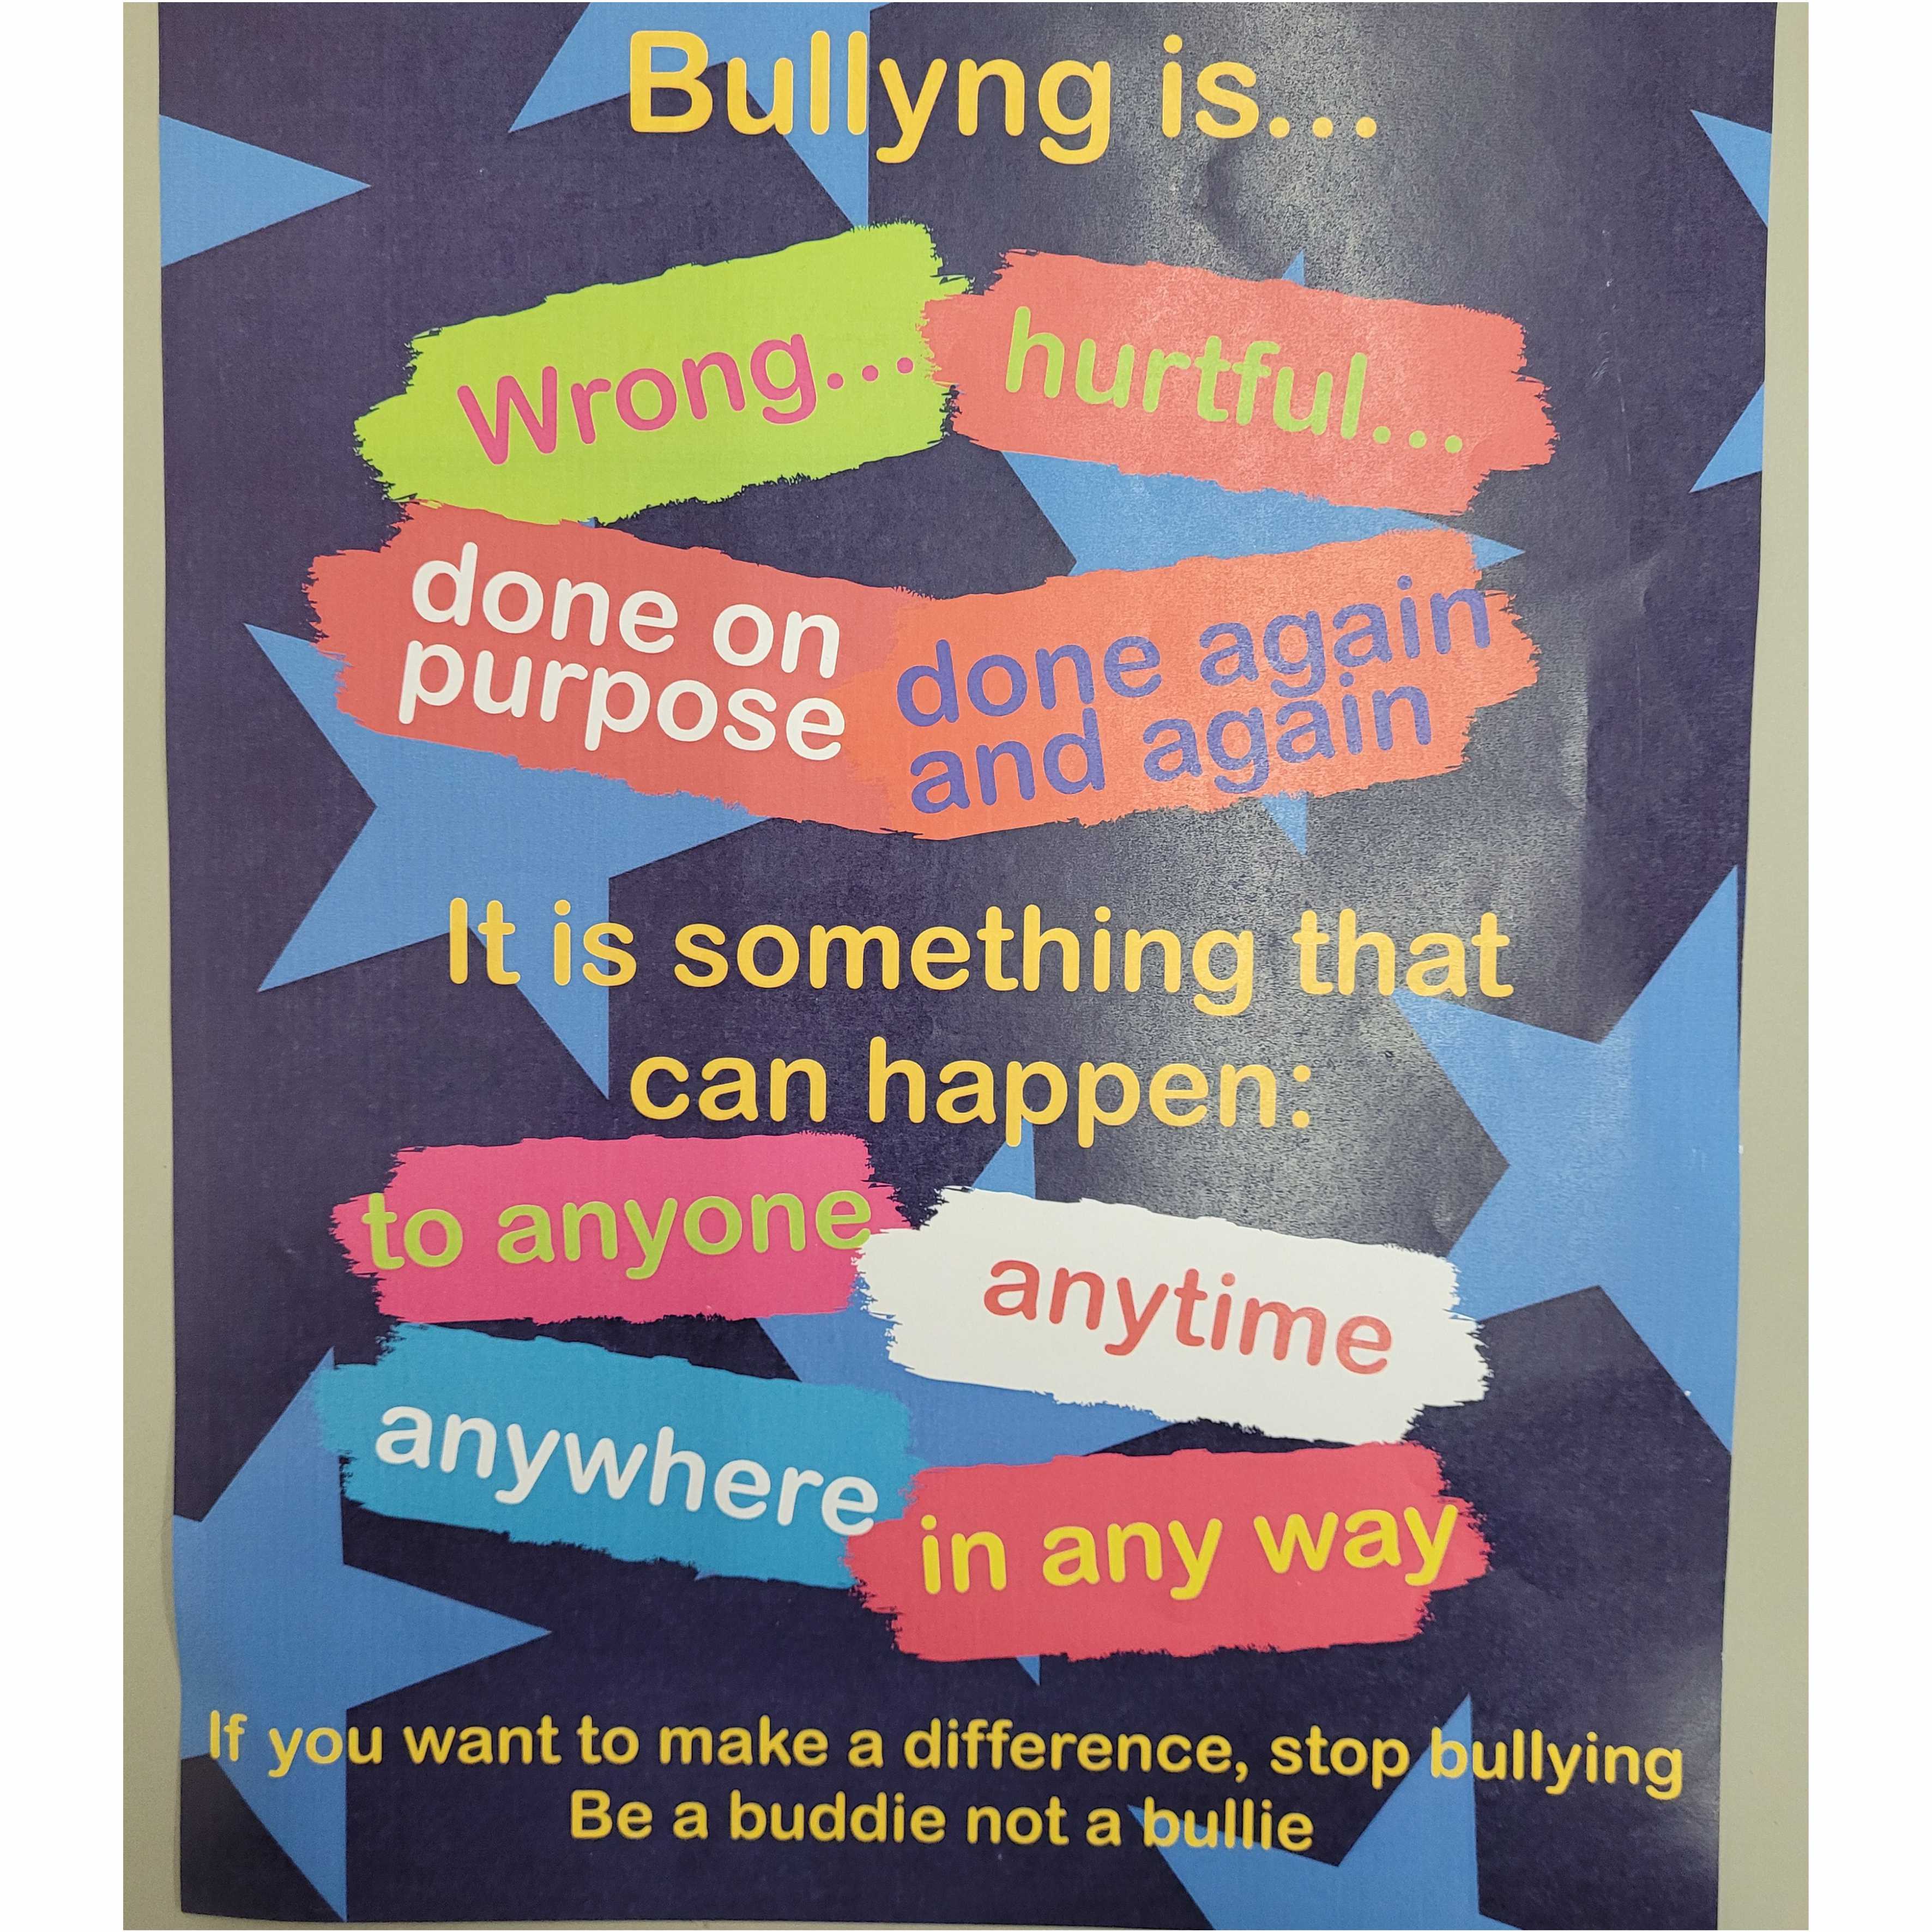 Bullyng is...
Wrong...
hurtful...
done on
purpose
done again
and again
It is something that
can happen:
to anyone
anytime
anywhere
in any way
If you want to make a difference, stop bullying
Be a buddie not a bullie